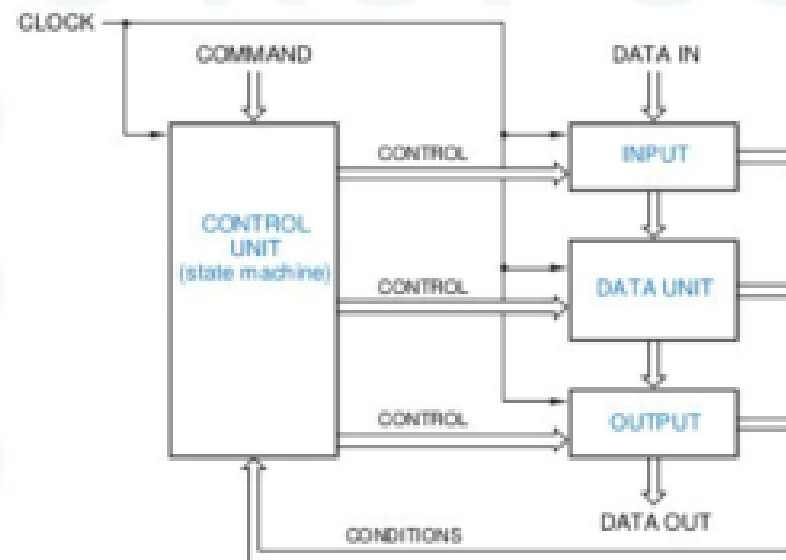 CLOCK
COMMAND
DATA IN
CONTROL
INPUT
CONTROL
UNIT
(state machine)
CONTROL
DATA UNIT
CONTROL
OUTPUT
DATA OUT
CONDITIONS